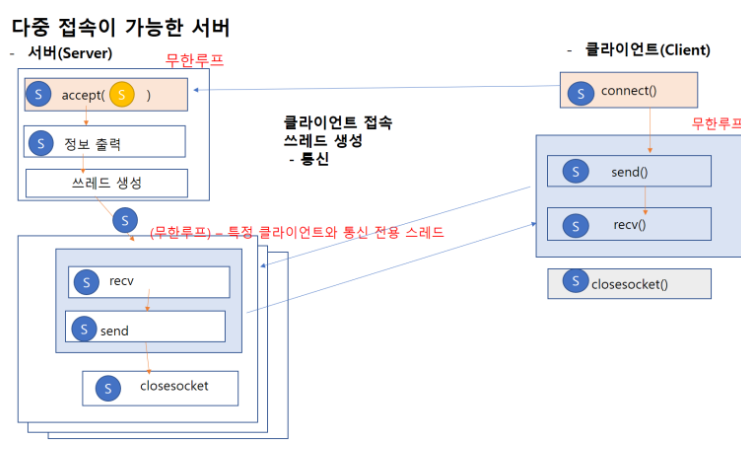 다중 접속이 가능한 서버
- 서버(Server)
무한루프
S accept( S )
S 정보 출력
쓰레드 생성
S
(무한루프) – 특정 클라이언트와 통신 전용 스레드
S recv
S send
S closesocket
클라이언트 접속
쓰레드 생성
- 통신
- 클라이언트(Client)
S connect()
무한루프
S send()
S recv()
S closesocket()